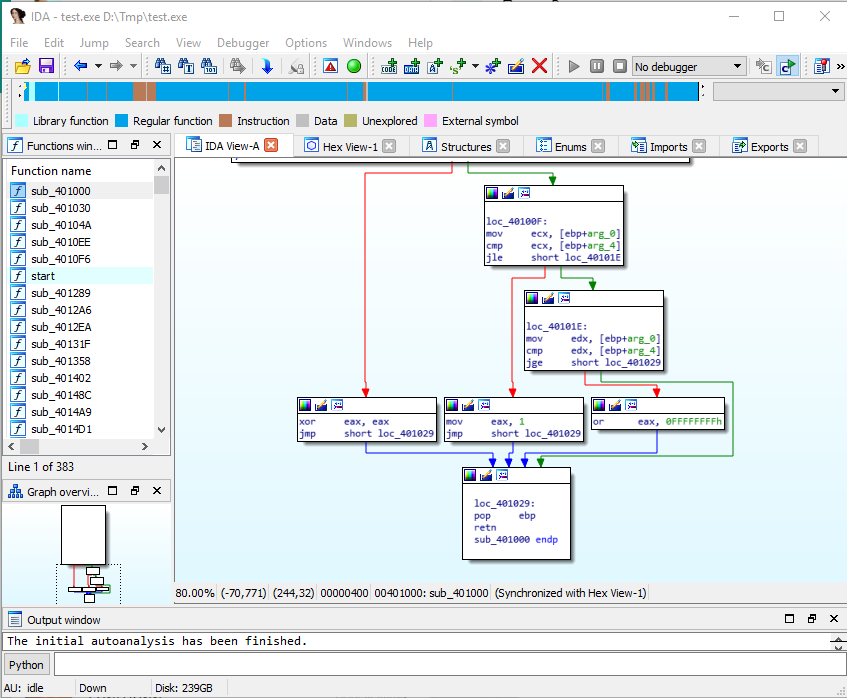 IDA - test.exe D:\Tmp\test.exe
File Edit Jump Search View Debugger Options Windows Help
No debugger
Library function Regular function Instruction Data Unexplored External symbol
Functions win...
IDA View-A Hex View-1 Structures Enums Imports Exports
Function name
sub_401000
sub_401030
sub_40104A
sub_4010EE
sub_4010F6
start
sub_401289
sub_4012A6
sub_4012EA
sub_40131F
sub_401358
sub_401402
sub_40148C
sub_4014A9
sub_4014D1
Line 1 of 383
Graph overvi...
loc_40100F:
mov ecx, [ebp+arg_0]
cmp ecx, [ebp+arg_4]
jle short loc_40101E
loc_40101E:
mov edx, [ebp+arg_0]
cmp edx, [ebp+arg_4]
jge short loc_401029
xor eax, eax
jmp short loc_401029
mov eax, 1
jmp short loc_401029
or eax, 0FFFFFFFFh
loc_401029:
pop ebp
retn
sub_401000 endp
80.00% (-70,771) (244,32) 00000400 00401000: sub_401000 (Synchronized with Hex View-1)
Output window
The initial autoanalysis has been finished.
Python
AU: idle Down Disk: 239GB